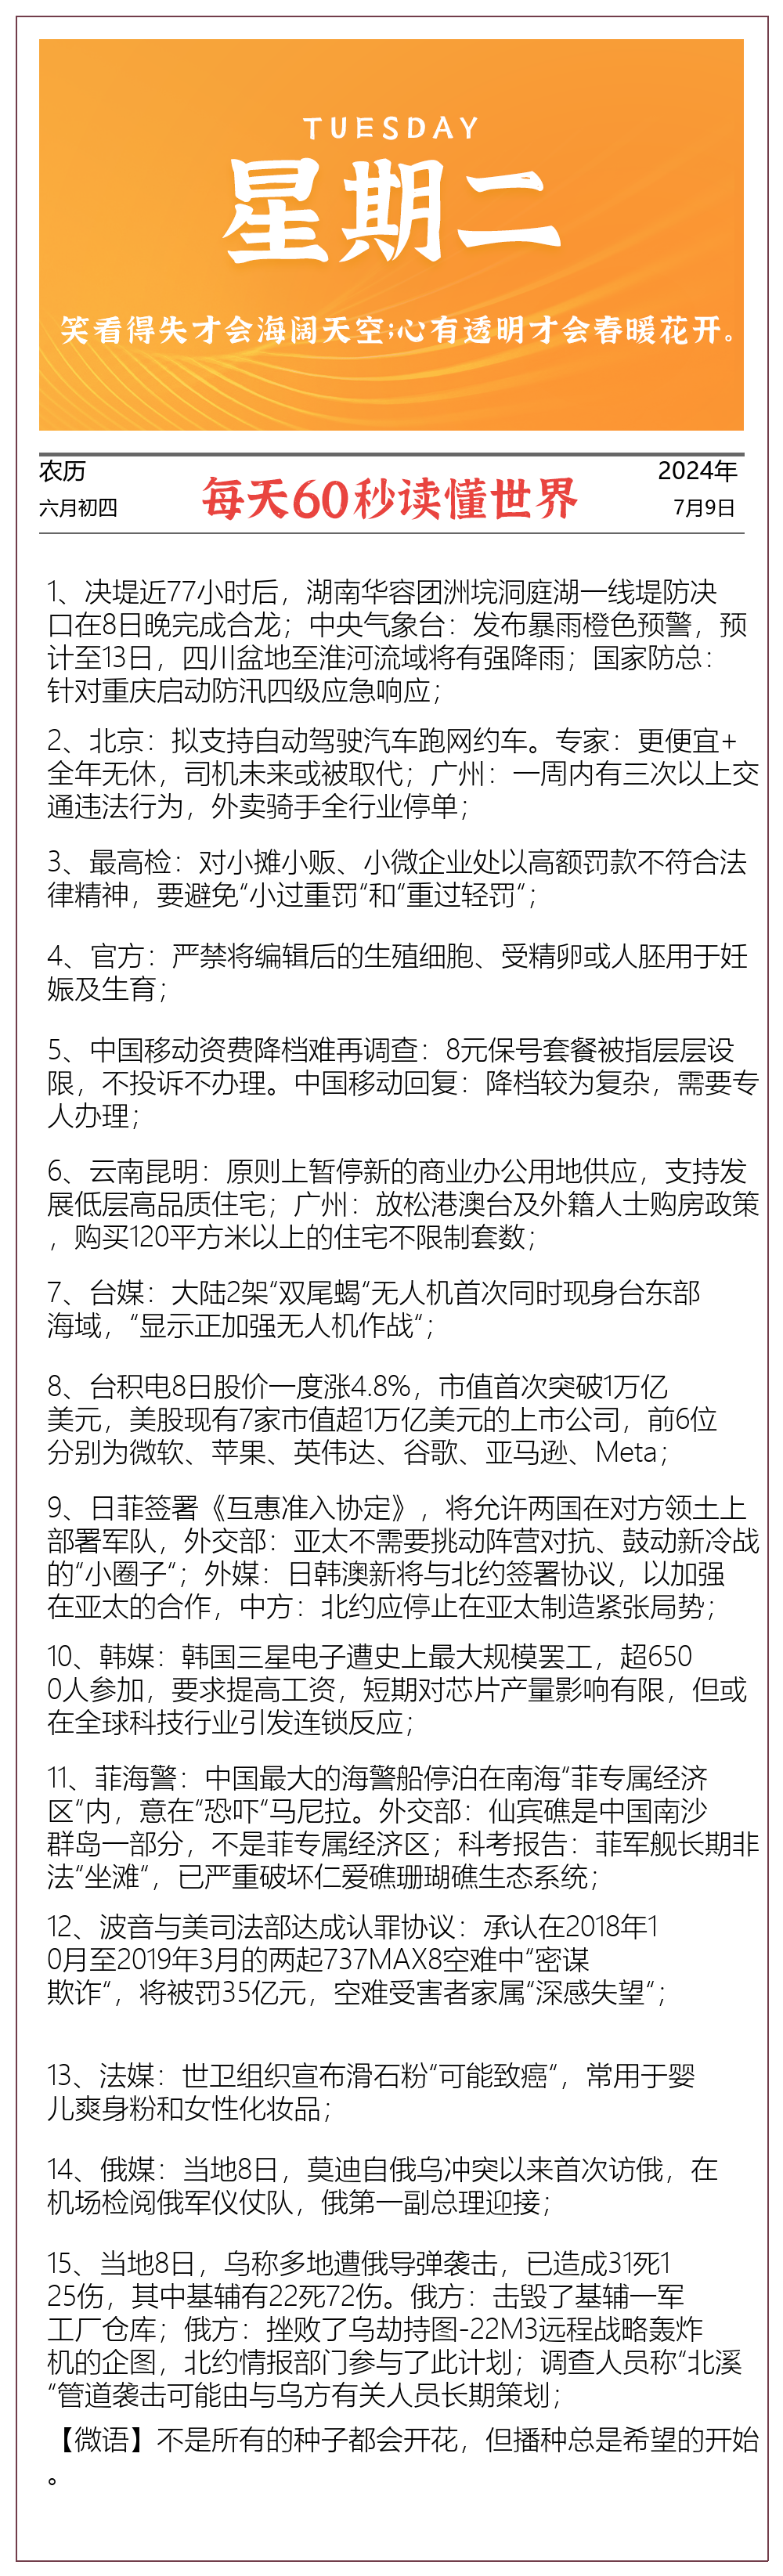 TUESDAY
星期二
笑看得失才会海阔天空;心有透明才会春暖花开。
农历
2024年
每天60秒读懂世界
六月初四
7月9日
1、决堤近77小时后，湖南华容团洲垸洞庭湖一线堤防决
口在8日晚完成合龙；中央气象台：发布暴雨橙色预警，预
计至13日，四川盆地至淮河流域将有强降雨；国家防总：
针对重庆启动防汛四级应急响应；
2、北京：拟支持自动驾驶汽车跑网约车。专家：更便宜+
全年无休，司机未来或被取代；广州：一周内有三次以上交
通违法行为，外卖骑手全行业停单；
3、最高检：对小摊小贩、小微企业处以高额罚款不符合法
律精神，要避免“小过重罚“和“重过轻罚“；
4、官方：严禁将编辑后的生殖细胞、受精卵或人胚用于妊
娠及生育；
5、中国移动资费降档难再调查：8元保号套餐被指层层设
限，不投诉不办理。中国移动回复：降档较为复杂，需要专
人办理；
6、云南昆明：原则上暂停新的商业办公用地供应，支持发
展低层高品质住宅；广州：放松港澳台及外籍人士购房政策
，购买120平方米以上的住宅不限制套数；
7、台媒：大陆2架“双尾蝎“无人机首次同时现身台东部
海域，“显示正加强无人机作战“；
8、台积电8日股价一度涨4.8%，市值首次突破1万亿
美元，美股现有7家市值超1万亿美元的上市公司，前6位
分别为微软、苹果、英伟达、谷歌、亚马逊、Meta；
9、日菲签署《互惠准入协定》，将允许两国在对方领土上
部署军队，外交部：亚太不需要挑动阵营对抗、鼓动新冷战
的“小圈子“；外媒：日韩澳新将与北约签署协议，以加强
在亚太的合作，中方：北约应停止在亚太制造紧张局势；
10、韩媒：韩国三星电子遭史上最大规模罢工，超650
0人参加，要求提高工资，短期对芯片产量影响有限，但或
在全球科技行业引发连锁反应；
11、菲海警：中国最大的海警船停泊在南海“菲专属经济
区“内，意在“恐吓“马尼拉。外交部：仙宾礁是中国南沙
群岛一部分，不是菲专属经济区；科考报告：菲军舰长期非
法“坐滩“，已严重破坏仁爱礁珊瑚礁生态系统；
12、波音与美司法部达成认罪协议：承认在2018年1
0月至2019年3月的两起737MAX8空难中“密谋
欺诈“，将被罚35亿元，空难受害者家属“深感失望“；
13、法媒：世卫组织宣布滑石粉“可能致癌“，常用于婴
儿爽身粉和女性化妆品；
14、俄媒：当地8日，莫迪自俄乌冲突以来首次访俄，在
机场检阅俄军仪仗队，俄第一副总理迎接；
15、当地8日，乌称多地遭俄导弹袭击，已造成31死1
25伤，其中基辅有22死72伤。俄方：击毁了基辅一军
工厂仓库；俄方：挫败了乌劫持图-22M3远程战略轰炸
机的企图，北约情报部门参与了此计划；调查人员称“北溪
“管道袭击可能由与乌方有关人员长期策划；
【微语】不是所有的种子都会开花，但播种总是希望的开始
。